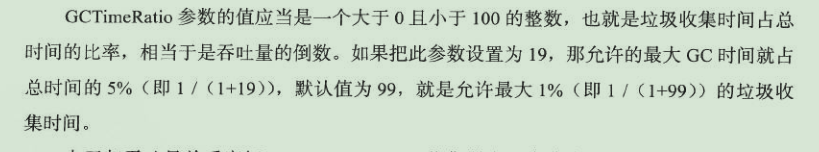 GCTimeRatio 参数的值应当是一个大于 0 且小于 100 的整数，也就是垃圾收集时间占总
时间的比率，相当于是吞吐量的倒数。如果把此参数设置为 19，那允许的最大 GC 时间就占
总时间的 5%（即 1 /（1+19）），默认值为 99，就是允许最大 1%（即 1 /（1+99））的垃圾收
集时间。